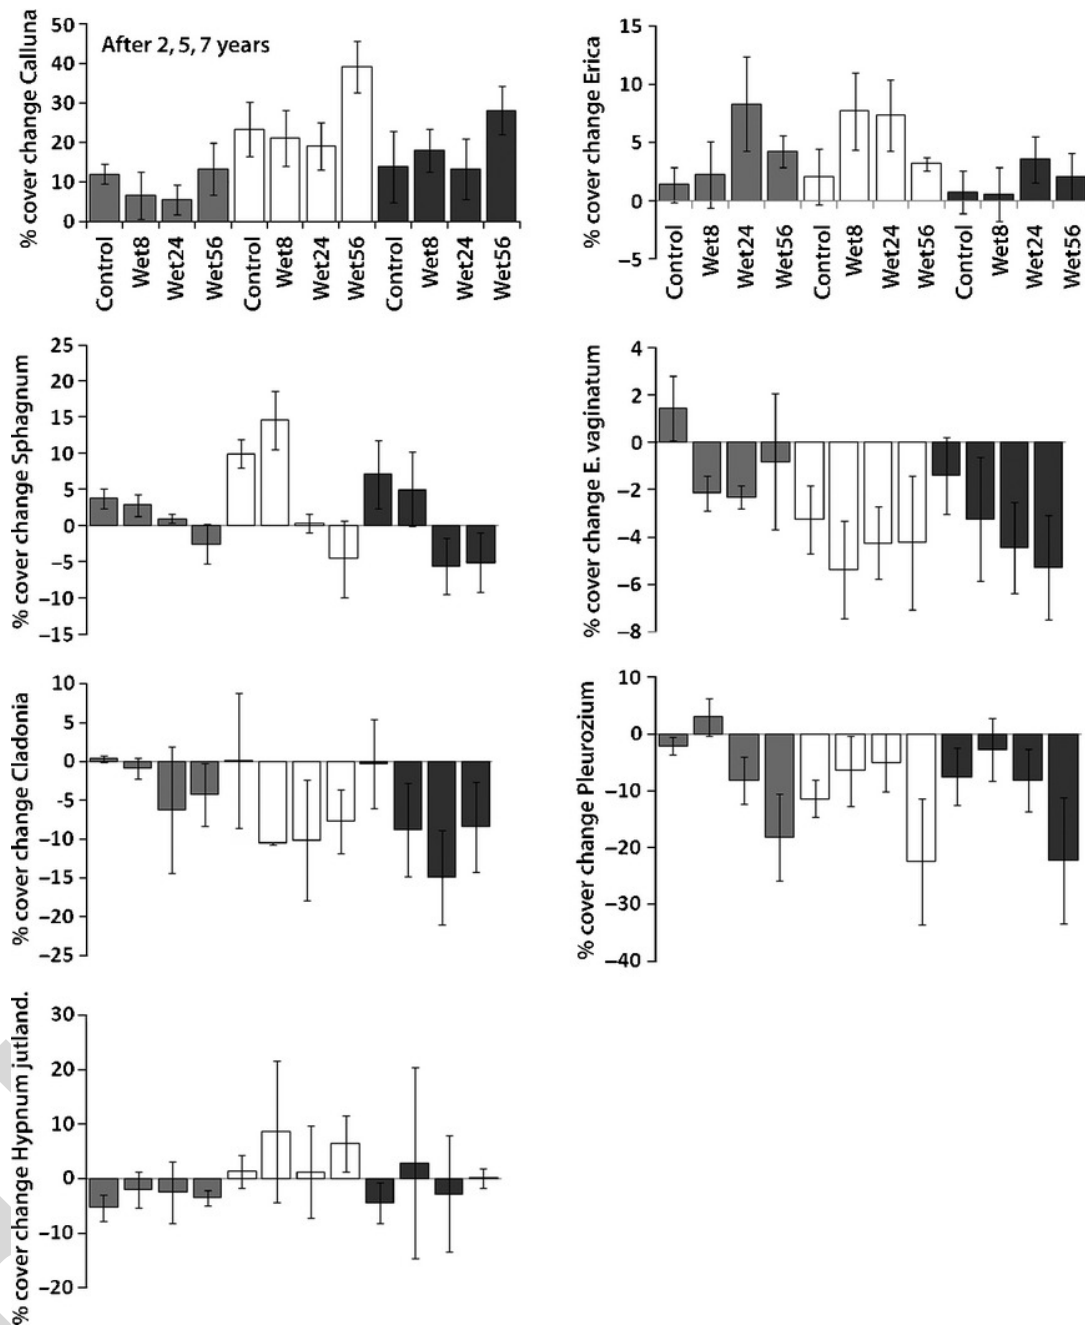 % cover change Calluna
50
40
30
20
10
0
After 2, 5, 7 years
Control
Wet8
Wet24
Wet56
Control
Wet8
Wet24
Wet56
Control
Wet8
Wet24
Wet56
% cover change Erica
15
10
5
0
–5
Control
Wet8
Wet24
Wet56
Control
Wet8
Wet24
Wet56
Control
Wet8
Wet24
Wet56
% cover change Sphagnum
25
20
15
10
5
0
–5
–10
–15
% cover change E. vaginatum
4
2
0
–2
–4
–6
–8
% cover change Cladonia
10
5
0
–5
–10
–15
–20
–25
% cover change Pleurozium
10
0
–10
–20
–30
–40
% cover change Hypnum jutland.
30
20
10
0
–10
–20